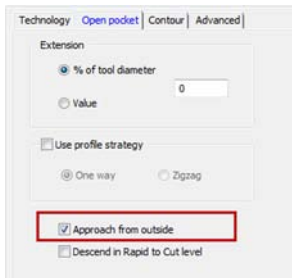 Technology Open pocket Contour Advanced
Extension
% of tool diameter
0
Value
Use profile strategy
One way Zigzag
Approach from outside
Descend in Rapid to Cut level